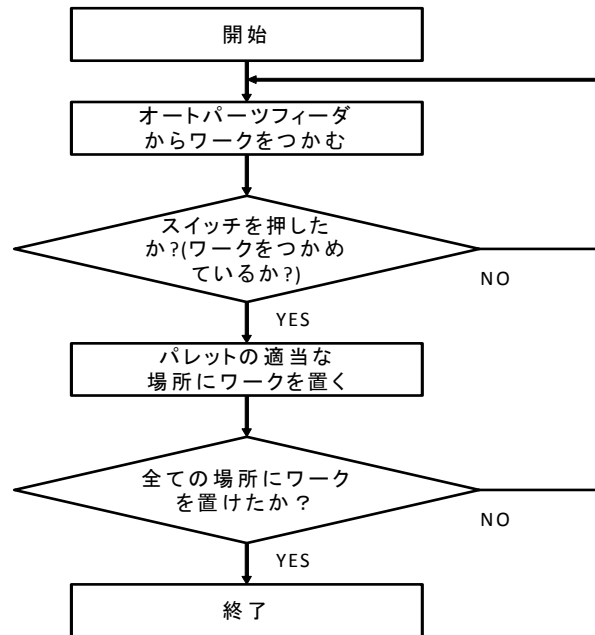 開始
オートパーツフィーダ
からワークをつかむ
スイッチを押した
か?(ワークをつかめ
ているか?)
NO
YES
パレットの適当な
場所にワークを置く
全ての場所にワーク
を置けたか？
NO
YES
終了